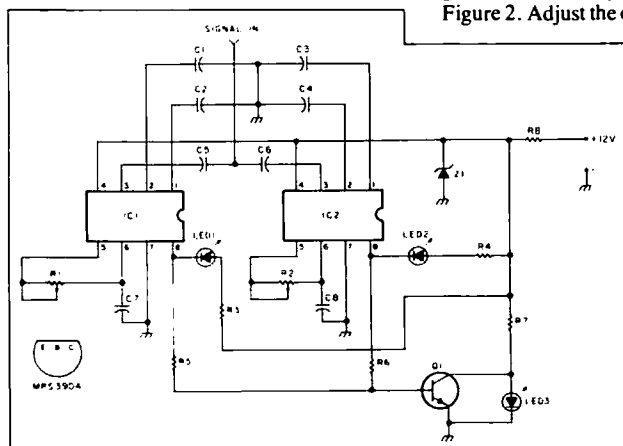 Figure 2. Adjust the
SIGNAL IN
C1
C3
C2
C4
C5
C6
R8
+12V
Z1
4 3 2 1
4 3 2 1
IC1
IC2
5 6 7 8
5 6 7 8
LED1
LED2
R4
R1
R2
R3
C7
C8
R7
R5
R6
Q1
LED3
E B C
MPS3904